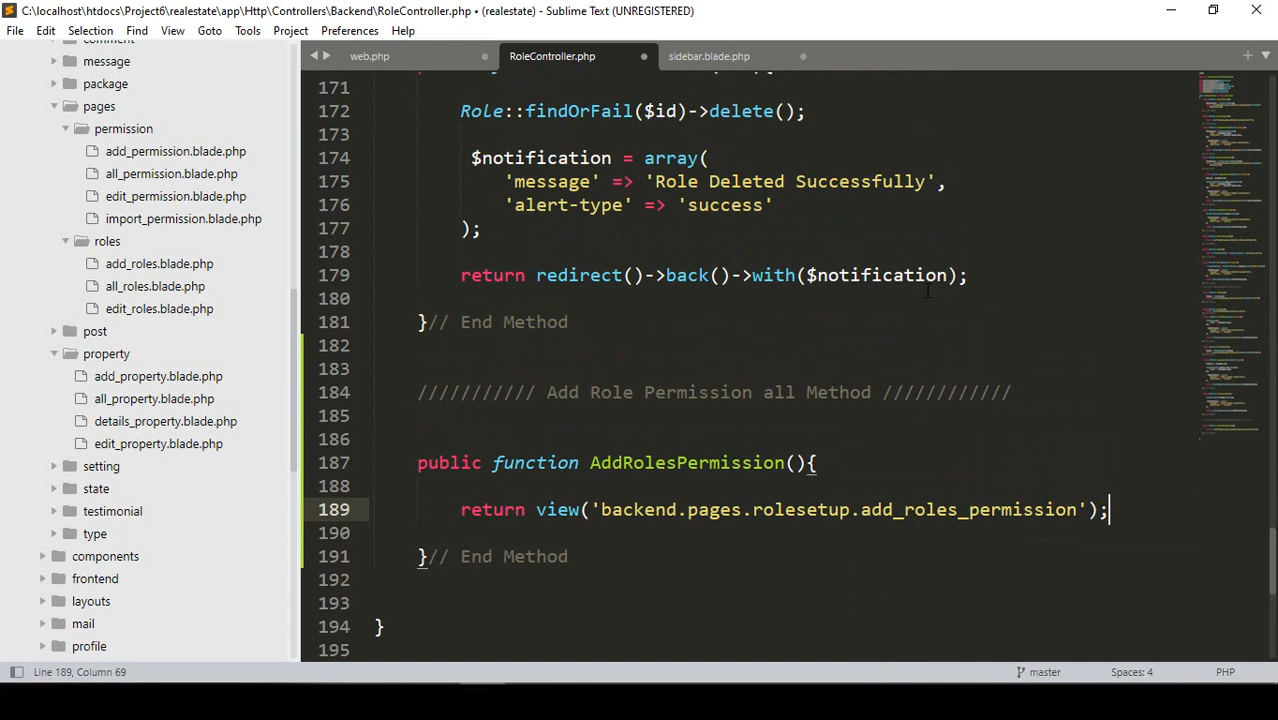 C:\localhost\htdocs\Project6\realestate\app\Http\Controllers\Backend\RoleController.php • (realestate) - Sublime Text (UNREGISTERED)
File Edit Selection Find View Goto Tools Project Preferences Help
comment
message
package
pages
permission
add_permission.blade.php
all_permission.blade.php
edit_permission.blade.php
import_permission.blade.php
roles
add_roles.blade.php
all_roles.blade.php
edit_roles.blade.php
post
property
add_property.blade.php
all_property.blade.php
details_property.blade.php
edit_property.blade.php
setting
state
testimonial
type
components
frontend
layouts
mail
profile
web.php RoleController.php sidebar.blade.php
171
172 Role::findOrFail($id)->delete();
173
174 $notification = array(
175 'message' => 'Role Deleted Successfully',
176 'alert-type' => 'success'
177 );
178
179 return redirect()->back()->with($notification);
180
181 }// End Method
182
183
184 /////////// Add Role Permission all Method ////////////
185
186
187 public function AddRolesPermission(){
188
189 return view('backend.pages.rolesetup.add_roles_permission');
190
191 }// End Method
192
193
194 }
195
Line 189, Column 69 master Spaces: 4 PHP